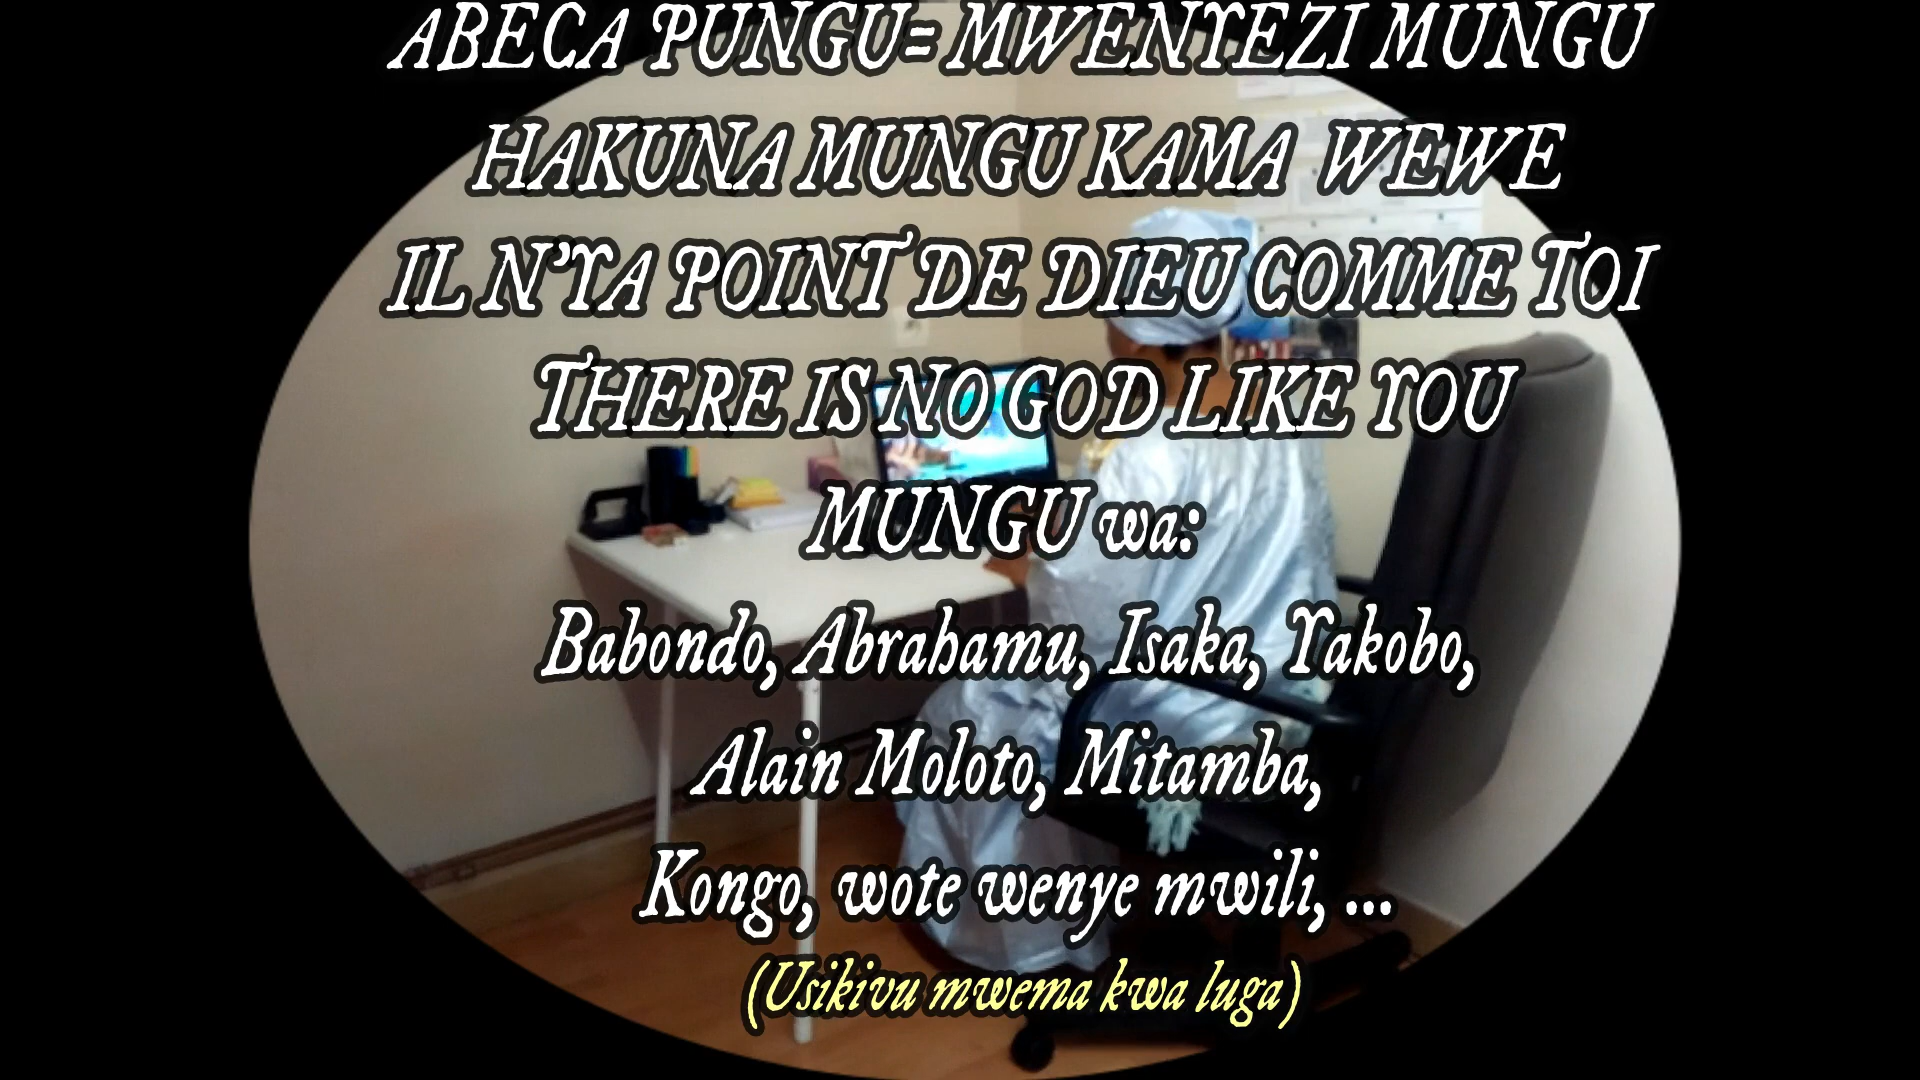 ABECA PUNGU= MWENYEZI MUNGU
HAKUNA MUNGU KAMA WEWE
IL N'YA POINT DE DIEU COMME TOI
THERE IS NO GOD LIKE YOU
MUNGU wa:
Babondo, Abrahamu, Isaka, Yakobo,
Alain Moloto, Mitamba,
Kongo, wote wenye mwili, ...
(Usikivu mwema kwa luga)